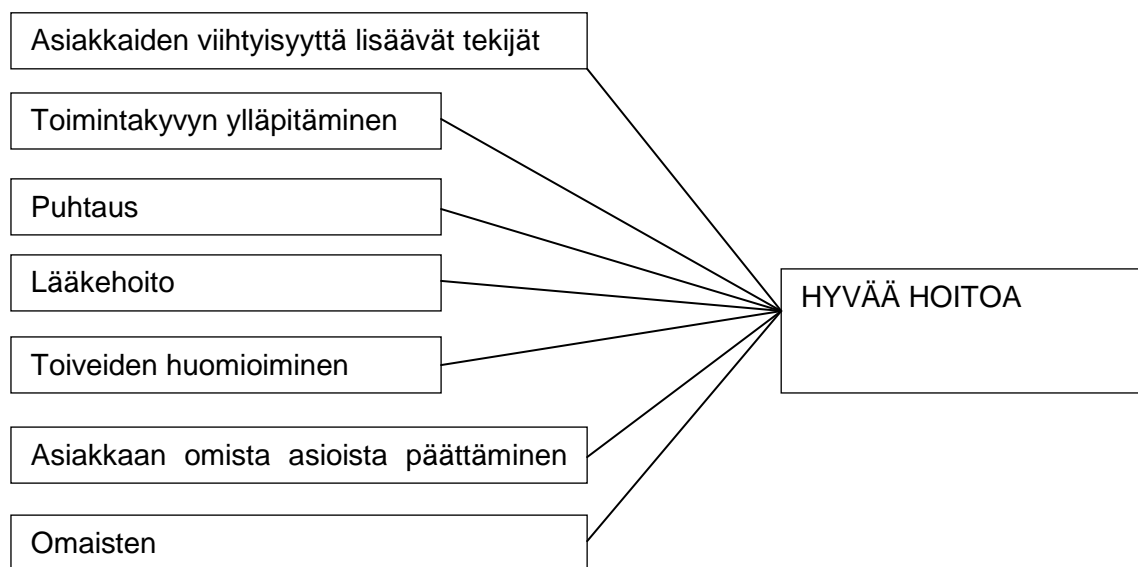 Asiakkaiden viihtyisyyttä lisäävät tekijät
Toimintakyvyn ylläpitäminen
Puhtaus
Lääkehoito
Toiveiden huomioiminen
Asiakkaan omista asioista päättäminen
Omaisten
HYVÄÄ HOITOA